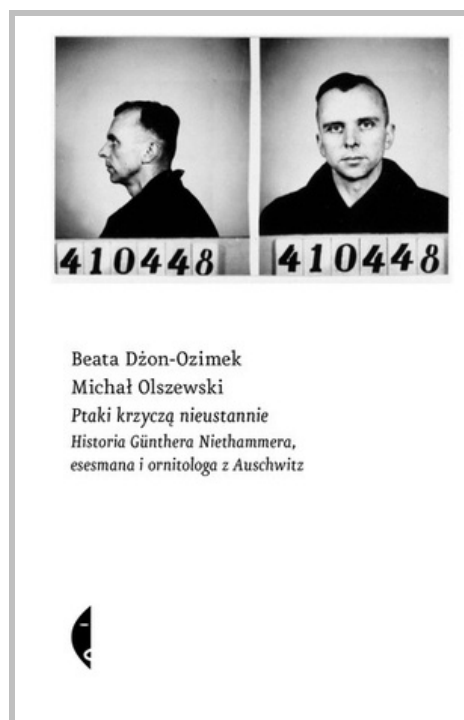 410448
410448
Beata Dżon-Ozimek
Michał Olszewski
Ptaki krzyczą nieustannie
Historia Günthera Niethammera,
esesmana i ornitologa z Auschwitz